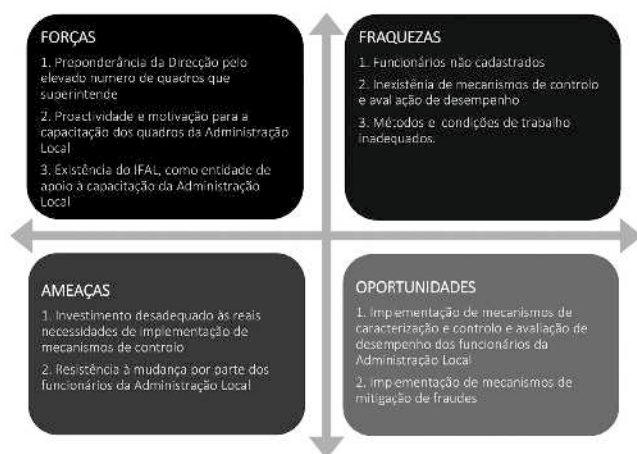 FORÇAS
1. Preponderância da Direcção pelo
elevado numero de quadros que
superintende
2. Proactividade e motivação para a
capacitação dos quadros da Administração
Local
3. Existência do IFAL, como entidade de
apoio à capacitação da Administração
Local
FRAQUEZAS
1. Funcionários não cadastrados
2. Inexistênia de mecanismos de controlo
e avaliação de desempenho
3. Métodos e condições de trabalho
inadequados.
AMEAÇAS
1. Investimento desadequado às reais
necessidades de implementação de
mecanismos de controlo
2. Resistência à mudança por parte dos
funcionários da Administração Local
OPORTUNIDADES
1. Implementação de mecanismos de
caracterização e controlo e avaliação de
desempenho dos funcionários da
Administração Local
2. Implementação de mecanismos de
mitigação de fraudes